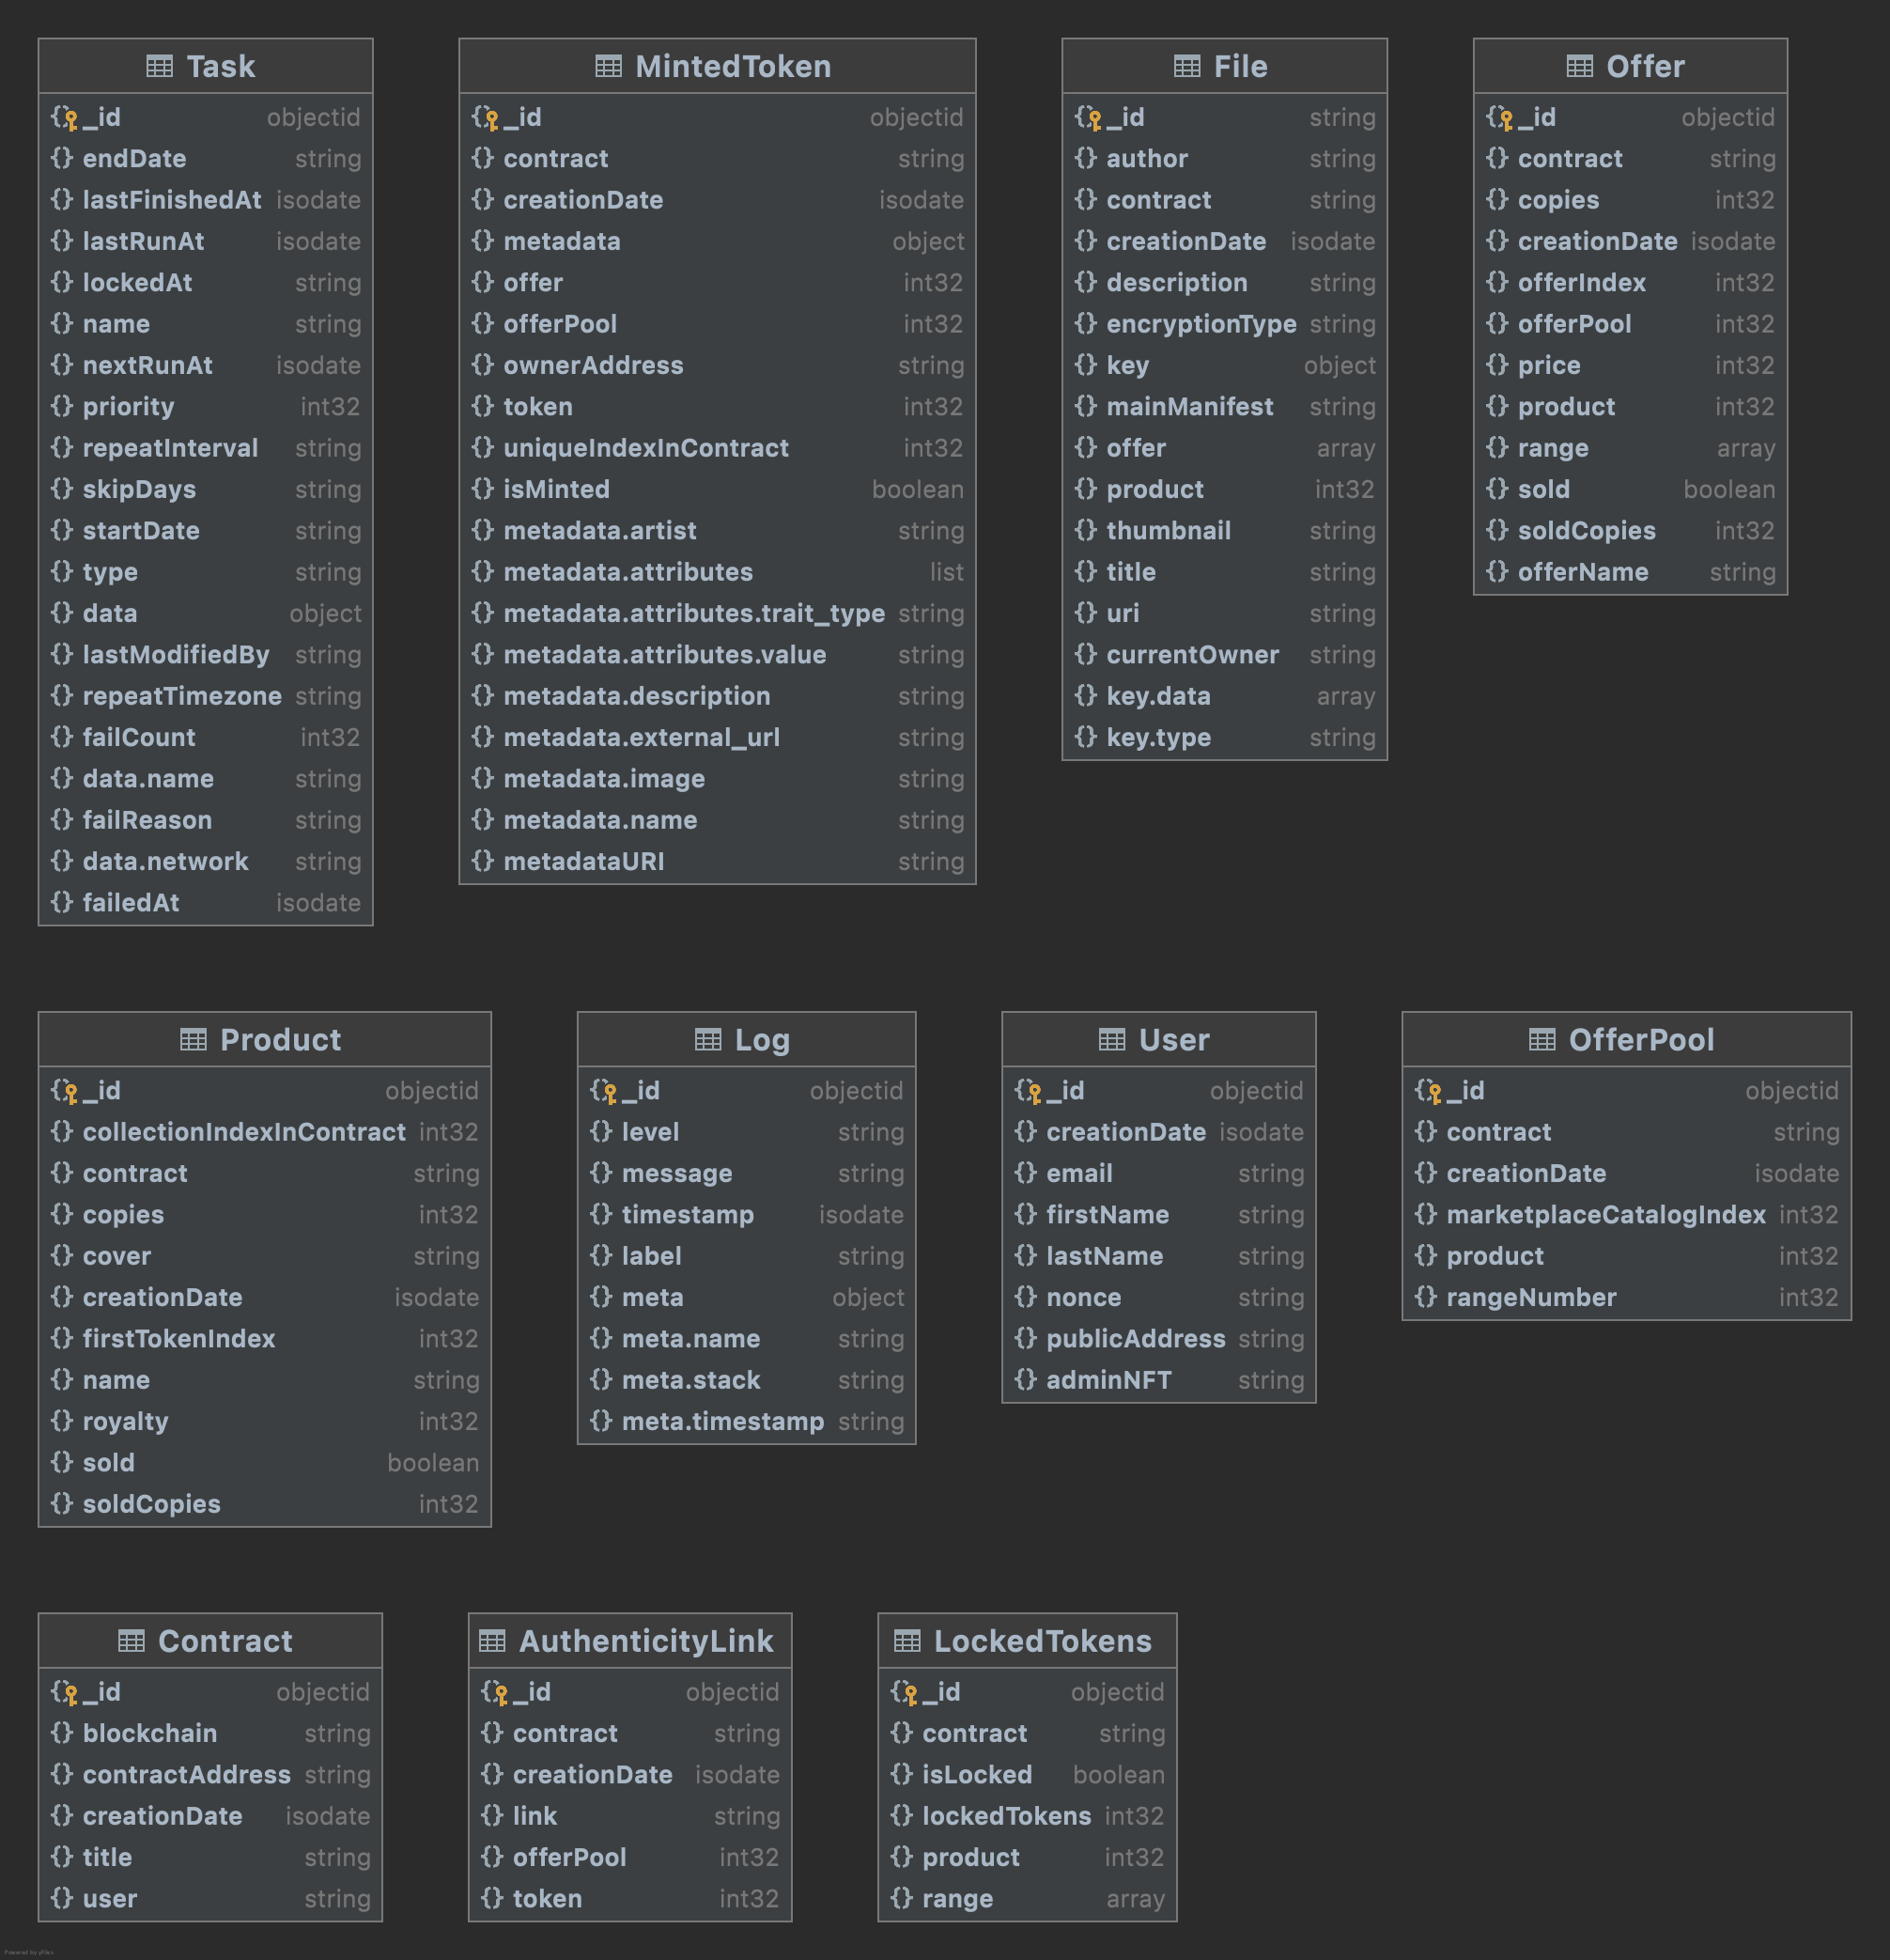 Task
_id objectid
endDate string
lastFinishedAt isodate
lastRunAt isodate
lockedAt string
name string
nextRunAt isodate
priority int32
repeatInterval string
skipDays string
startDate string
type string
data object
lastModifiedBy string
repeatTimezone string
failCount int32
data.name string
failReason string
data.network string
failedAt isodate
MintedToken
_id objectid
contract string
creationDate isodate
metadata object
offer int32
offerPool int32
ownerAddress string
token int32
uniqueIndexInContract int32
isMinted boolean
metadata.artist string
metadata.attributes list
metadata.attributes.trait_type string
metadata.attributes.value string
metadata.description string
metadata.external_url string
metadata.image string
metadata.name string
metadataURI string
File
_id string
author string
contract string
creationDate isodate
description string
encryptionType string
key object
mainManifest string
offer array
product int32
thumbnail string
title string
uri string
currentOwner string
key.data array
key.type string
Offer
_id objectid
contract string
copies int32
creationDate isodate
offerIndex int32
offerPool int32
price int32
product int32
range array
sold boolean
soldCopies int32
offerName string
Product
_id objectid
collectionIndexInContract int32
contract string
copies int32
cover string
creationDate isodate
firstTokenIndex int32
name string
royalty int32
sold boolean
soldCopies int32
Log
_id objectid
level string
message string
timestamp isodate
label string
meta object
meta.name string
meta.stack string
meta.timestamp string
User
_id objectid
creationDate isodate
email string
firstName string
lastName string
nonce string
publicAddress string
adminNFT string
OfferPool
_id objectid
contract string
creationDate isodate
marketplaceCatalogIndex int32
product int32
rangeNumber int32
Contract
_id objectid
blockchain string
contractAddress string
creationDate isodate
title string
user string
AuthenticityLink
_id objectid
contract string
creationDate isodate
link string
offerPool int32
token int32
LockedTokens
_id objectid
contract string
isLocked boolean
lockedTokens int32
product int32
range array
Powered by yFiles